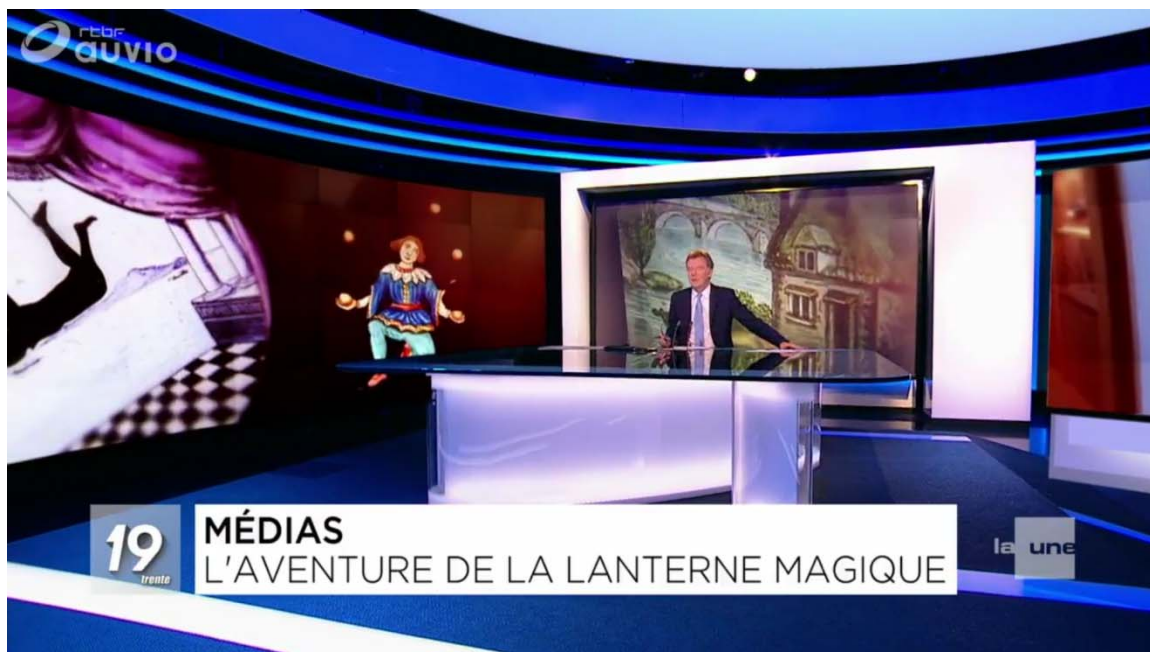 rtbf
auvio
19
trente
MÉDIAS
L'AVENTURE DE LA LANTERNE MAGIQUE
la une